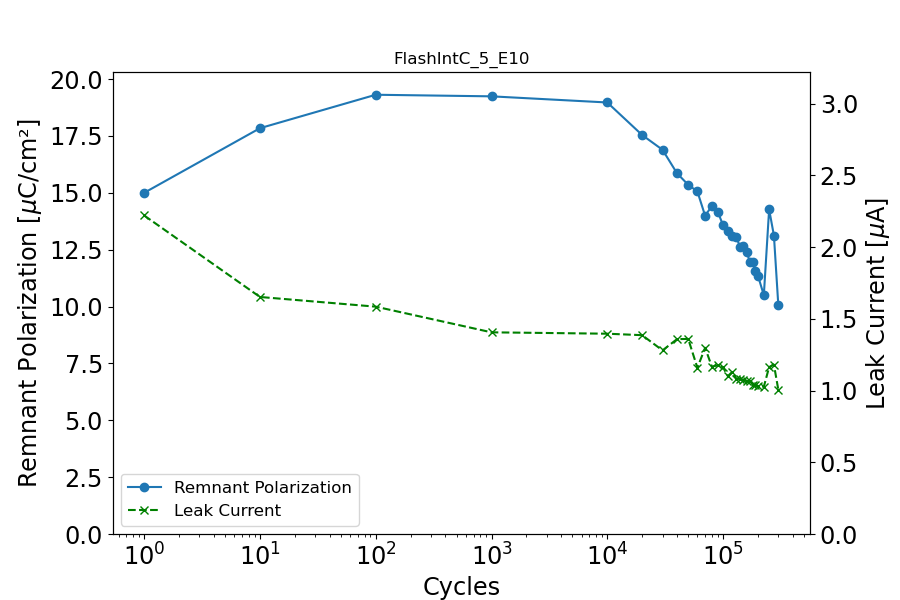 FlashIntC_5_E10
Remnant Polarization [μC/cm²]
20.0
17.5
15.0
12.5
10.0
7.5
5.0
2.5
0.0
3.0
2.5
2.0
1.5
1.0
0.5
0.0
Leak Current [μA]
Remnant Polarization
Leak Current
10⁰ 10¹ 10² 10³ 10⁴ 10⁵
Cycles